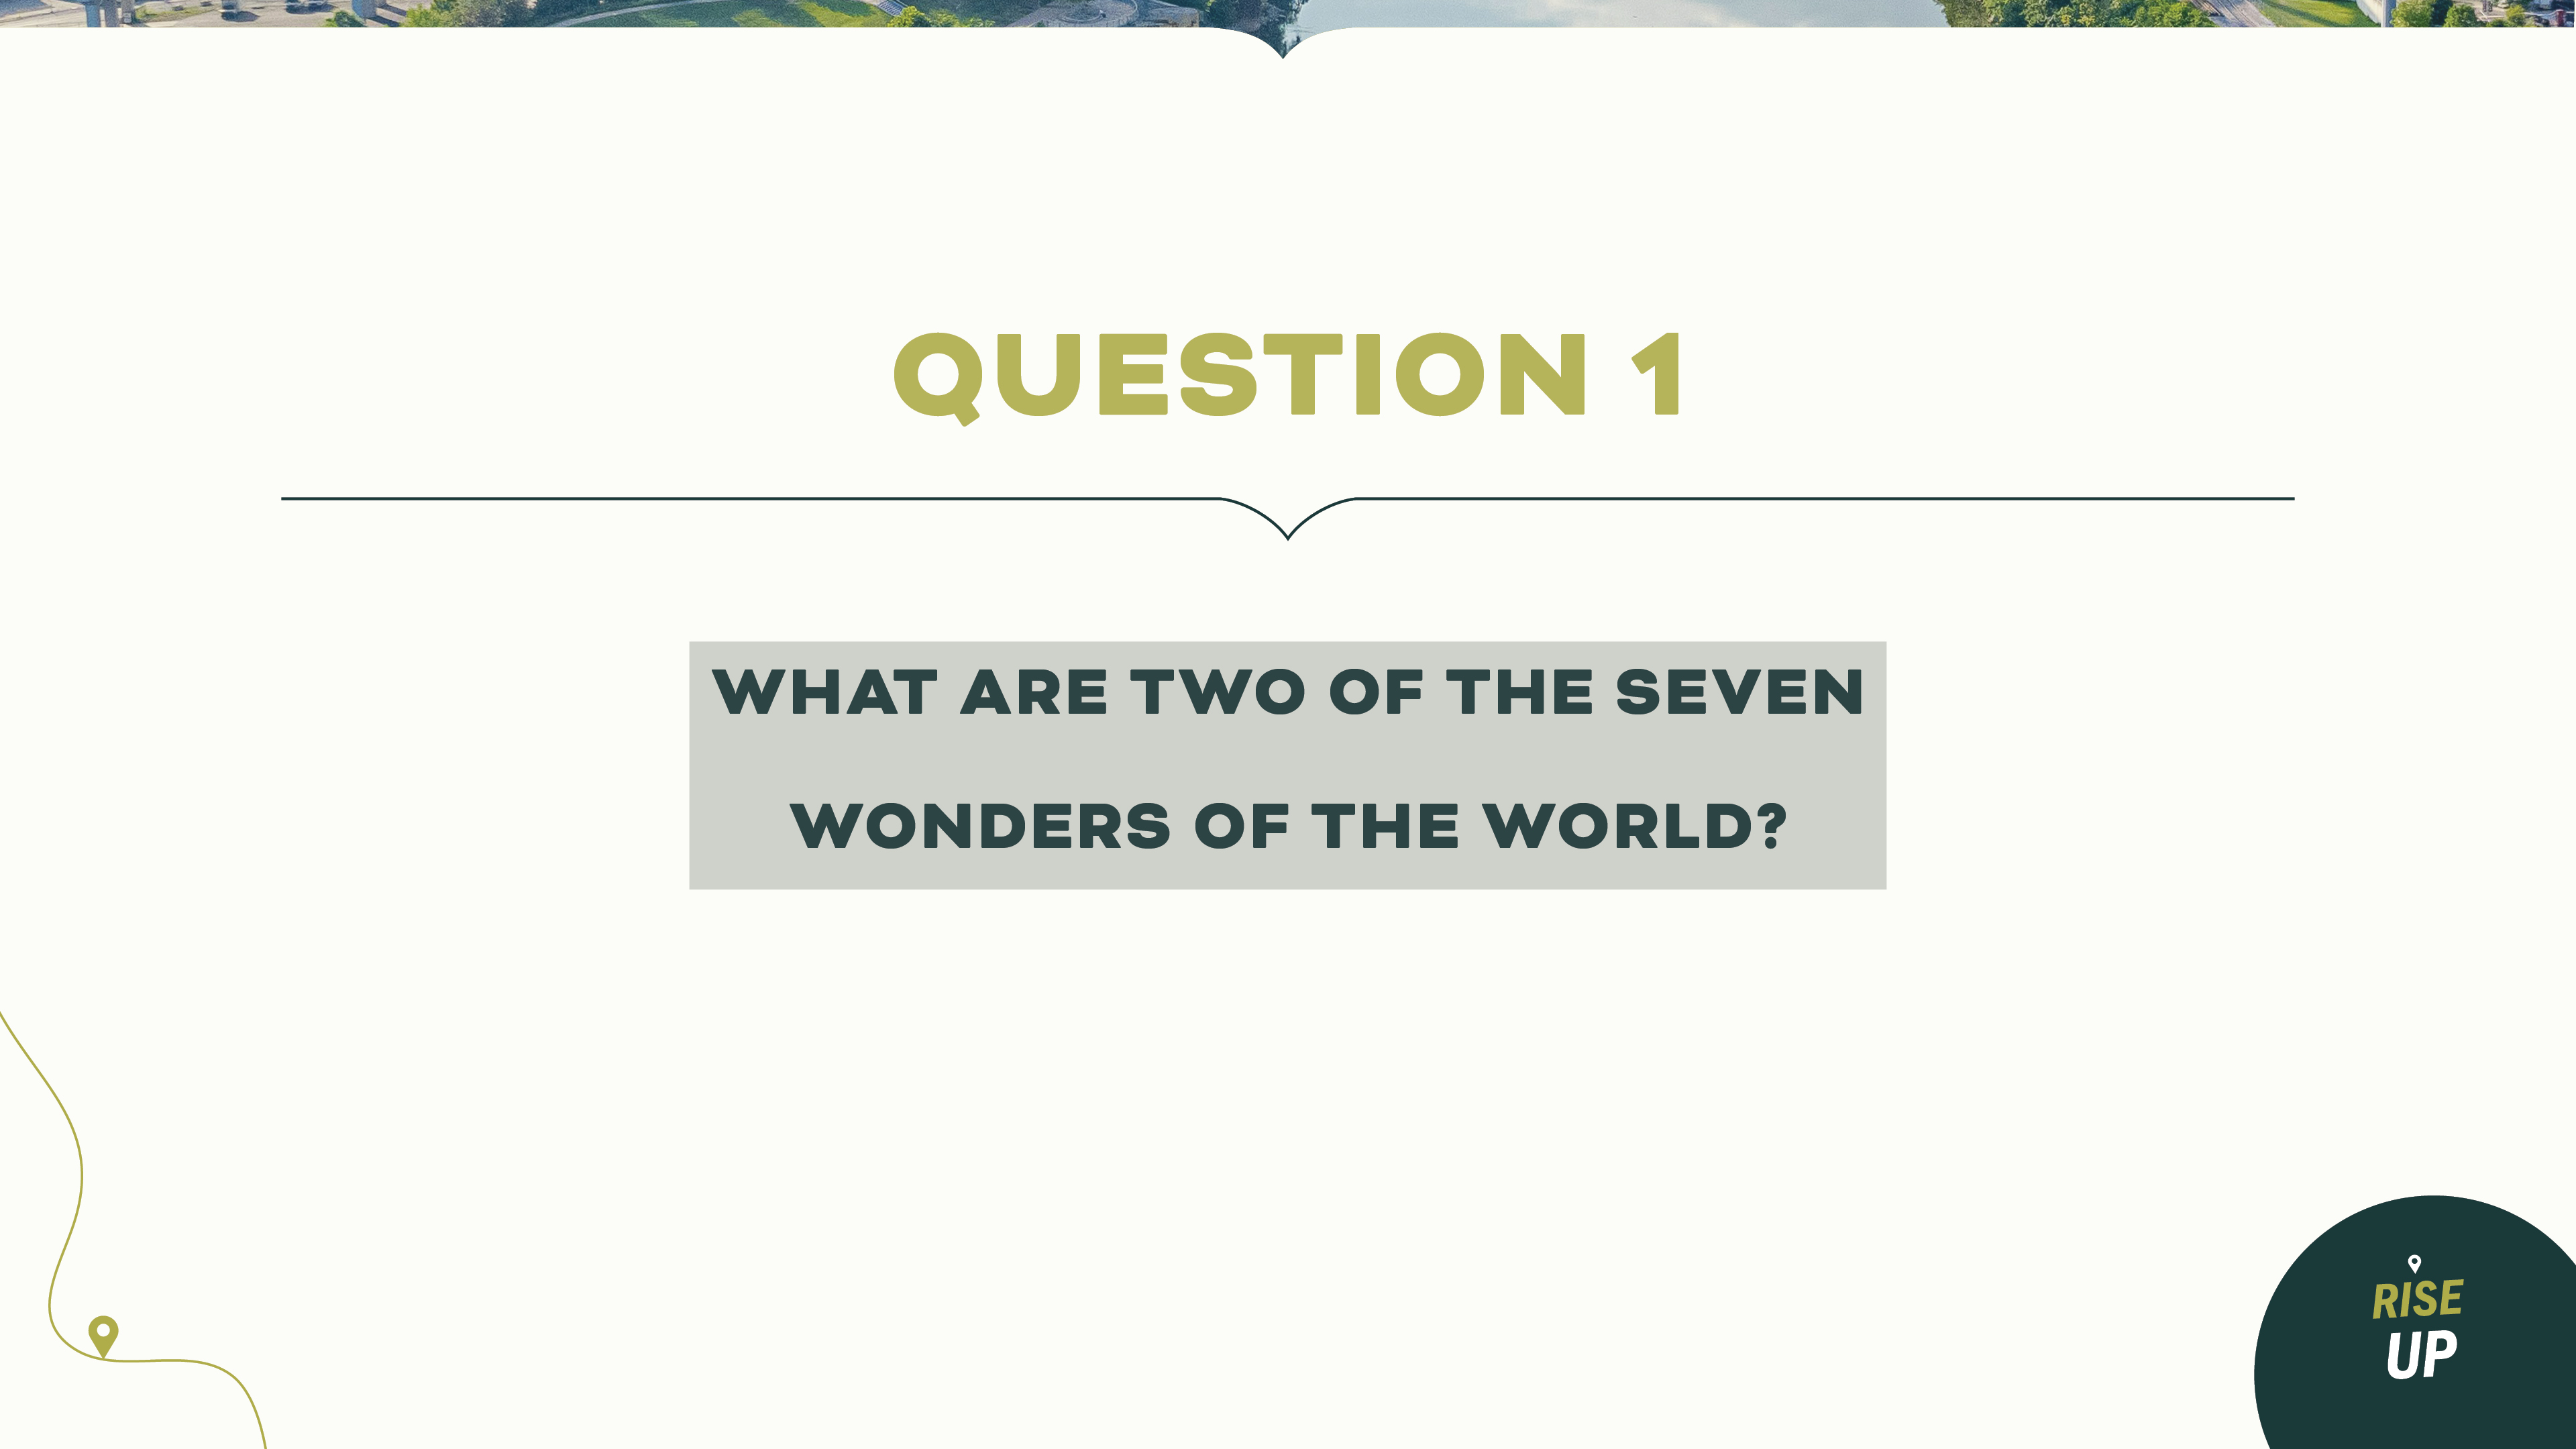 QUESTION 1
WHAT ARE TWO OF THE SEVEN
WONDERS OF THE WORLD?
RISE
UP